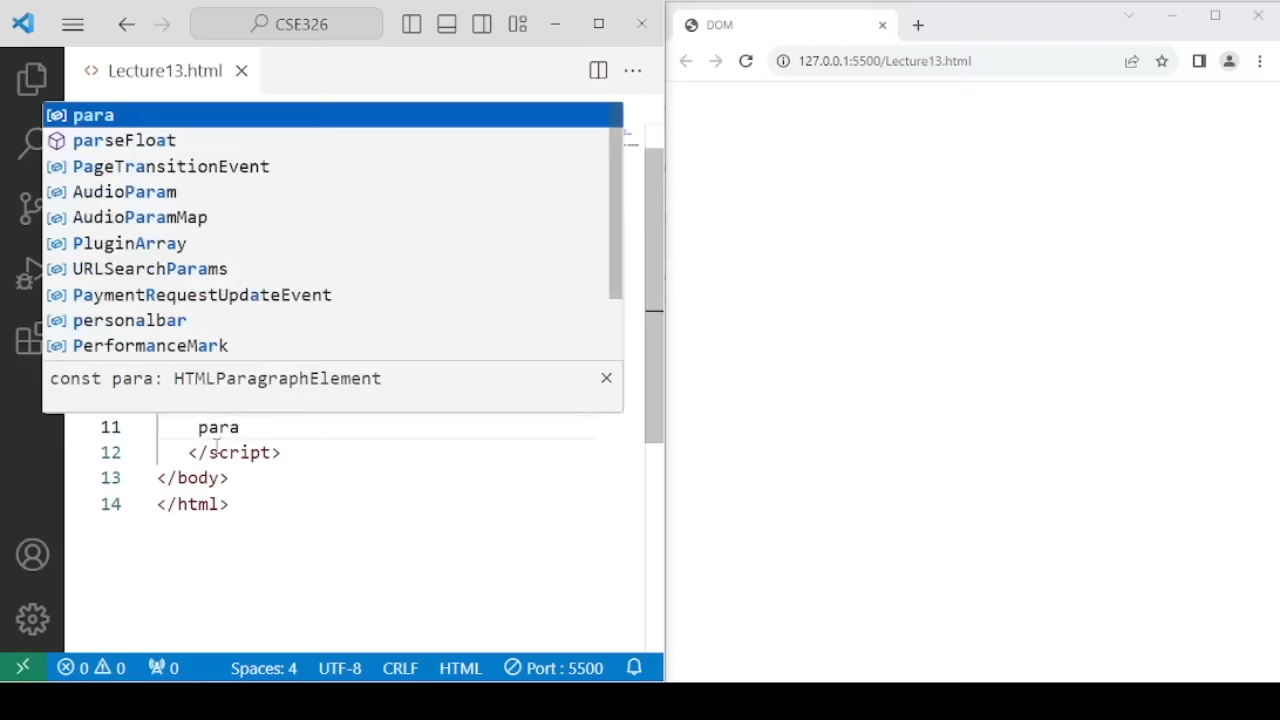 CSE326
Lecture13.html
para
parseFloat
PageTransitionEvent
AudioParam
AudioParamMap
PluginArray
URLSearchParams
PaymentRequestUpdateEvent
personalbar
PerformanceMark
const para: HTMLParagraphElement
11 para
12 </script>
13 </body>
14 </html>
0 0 0 Spaces: 4 UTF-8 CRLF HTML Port : 5500
DOM
127.0.0.1:5500/Lecture13.html